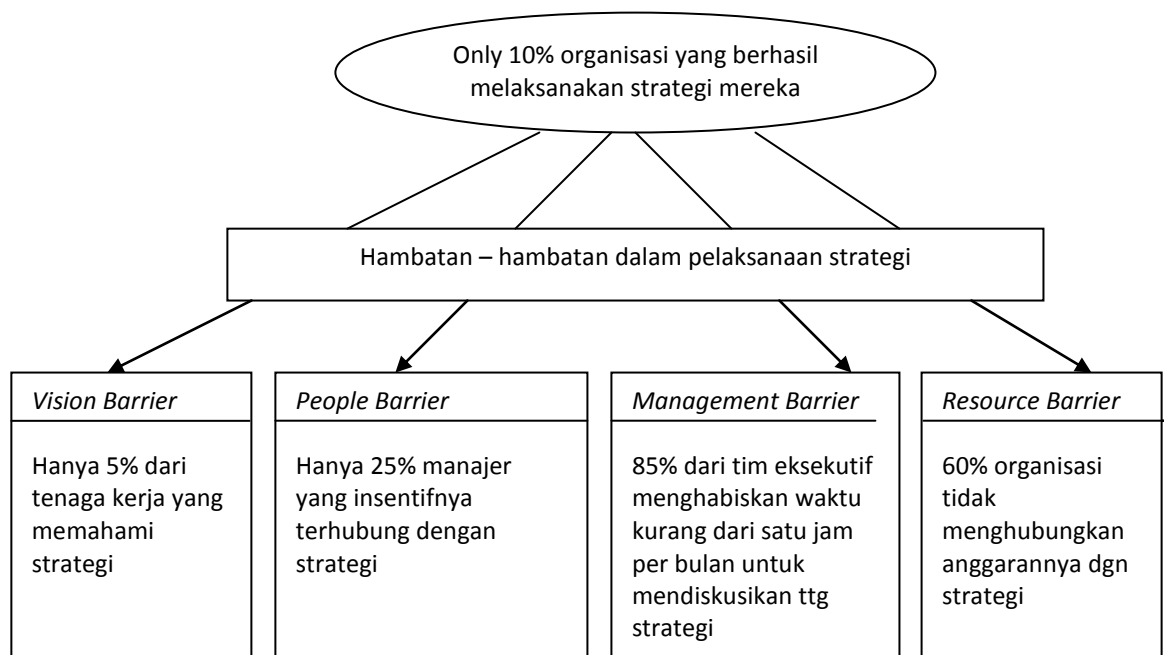 Only 10% organisasi yang berhasil
melaksanakan strategi mereka
Hambatan – hambatan dalam pelaksanaan strategi
Vision Barrier
Hanya 5% dari
tenaga kerja yang
memahami
strategi
People Barrier
Hanya 25% manajer
yang insentifnya
terhubung dengan
strategi
Management Barrier
85% dari tim eksekutif
menghabiskan waktu
kurang dari satu jam
per bulan untuk
mendiskusikan ttg
strategi
Resource Barrier
60% organisasi
tidak
menghubungkan
anggarannya dgn
strategi